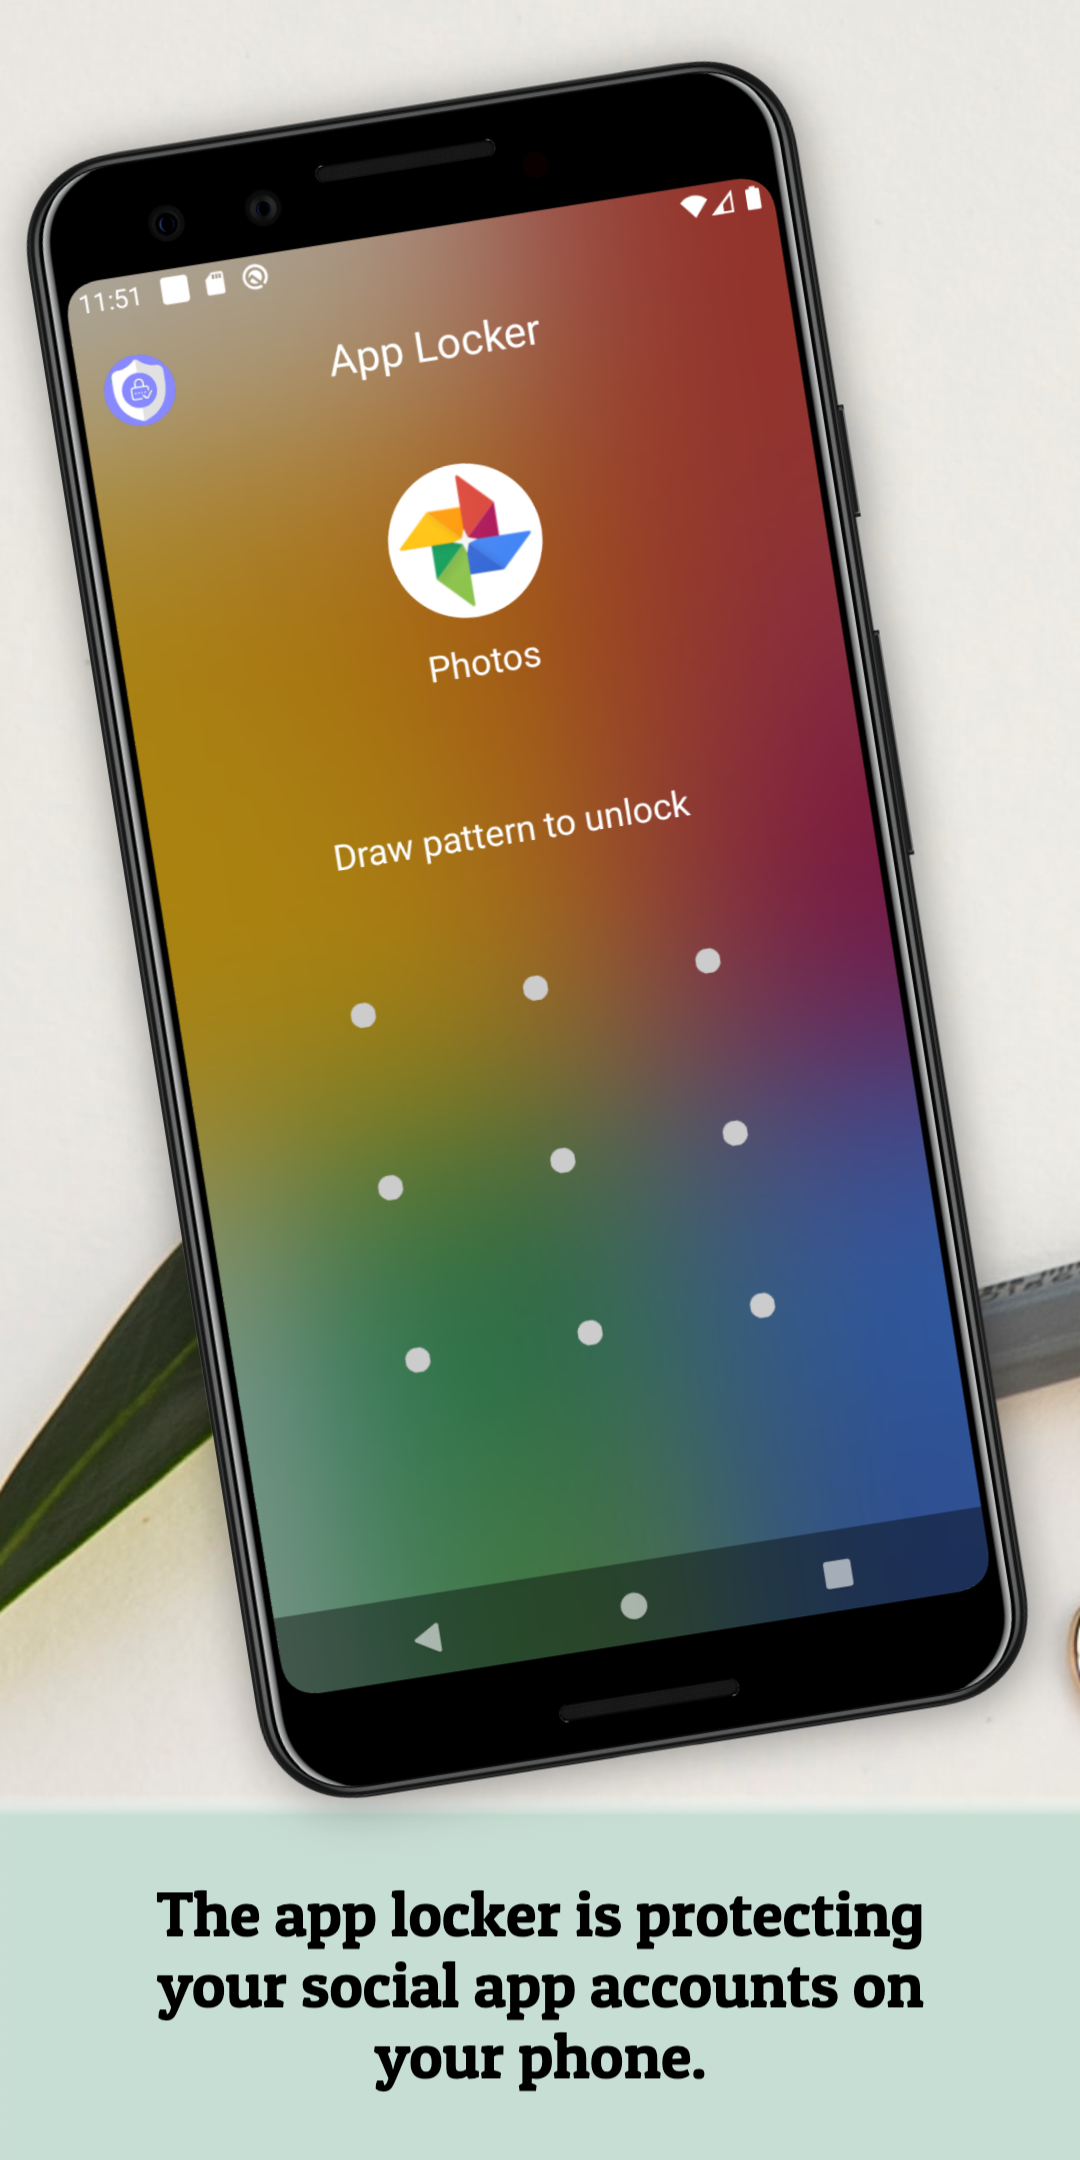 11:51
App Locker
Photos
Draw pattern to unlock
The app locker is protecting
your social app accounts on
your phone.